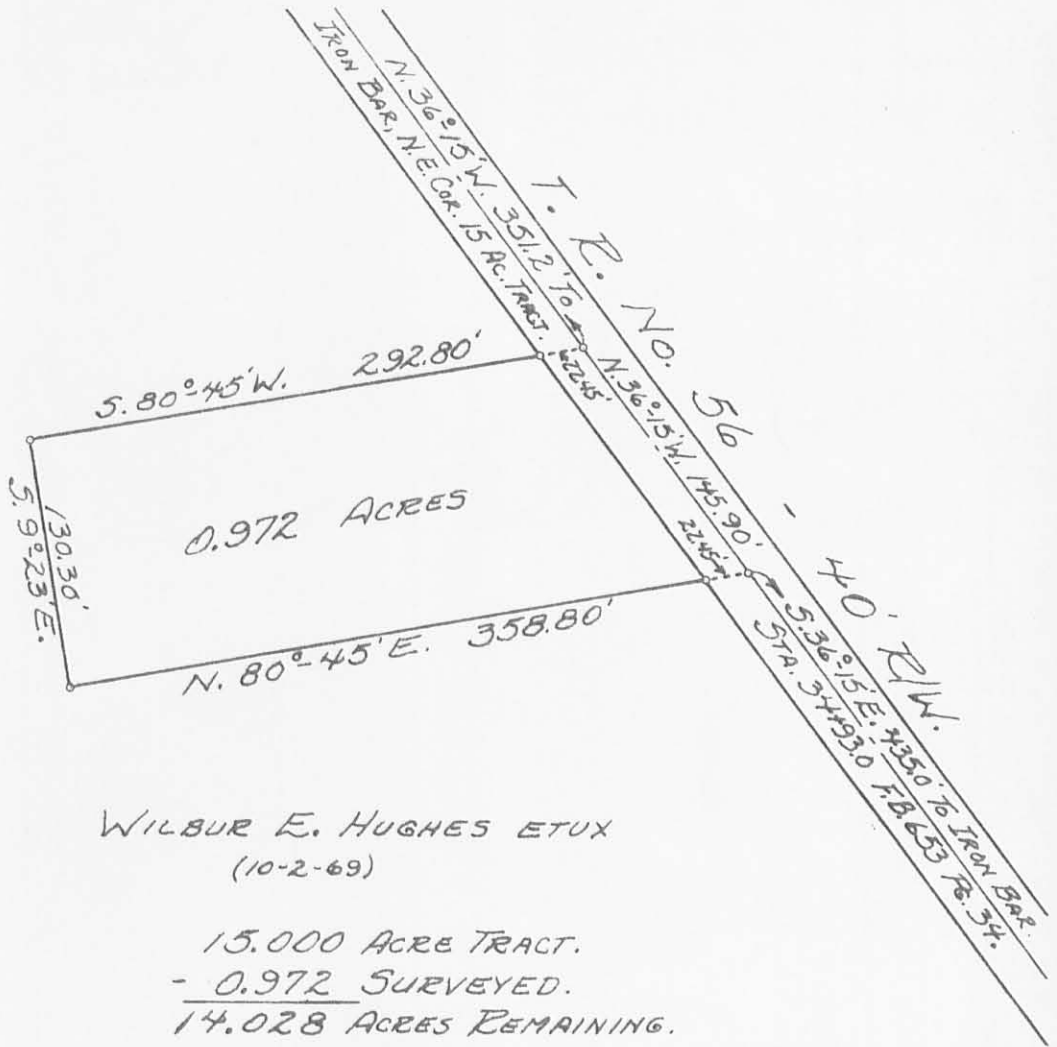 N. 36°-15' W. 351.2' TO
IRON BAR, N.E. COR. 15 AC. TRACT.
T. R. NO. 56 - 40' R/W.
S. 80°-45' W. 292.80'
22.45'
N. 36°-15' W. 145.90'
0.972 ACRES
130.30'
S. 9°-23' E.
22.45'
N. 80°-45' E. 358.80'
S. 36°-15' E. 435.0' TO IRON BAR.
STA. 34+93.0 F.B. 653 PG. 34.
WILBUR E. HUGHES ETUX
(10-2-69)
15.000 ACRE TRACT.
- 0.972 SURVEYED.
14.028 ACRES REMAINING.